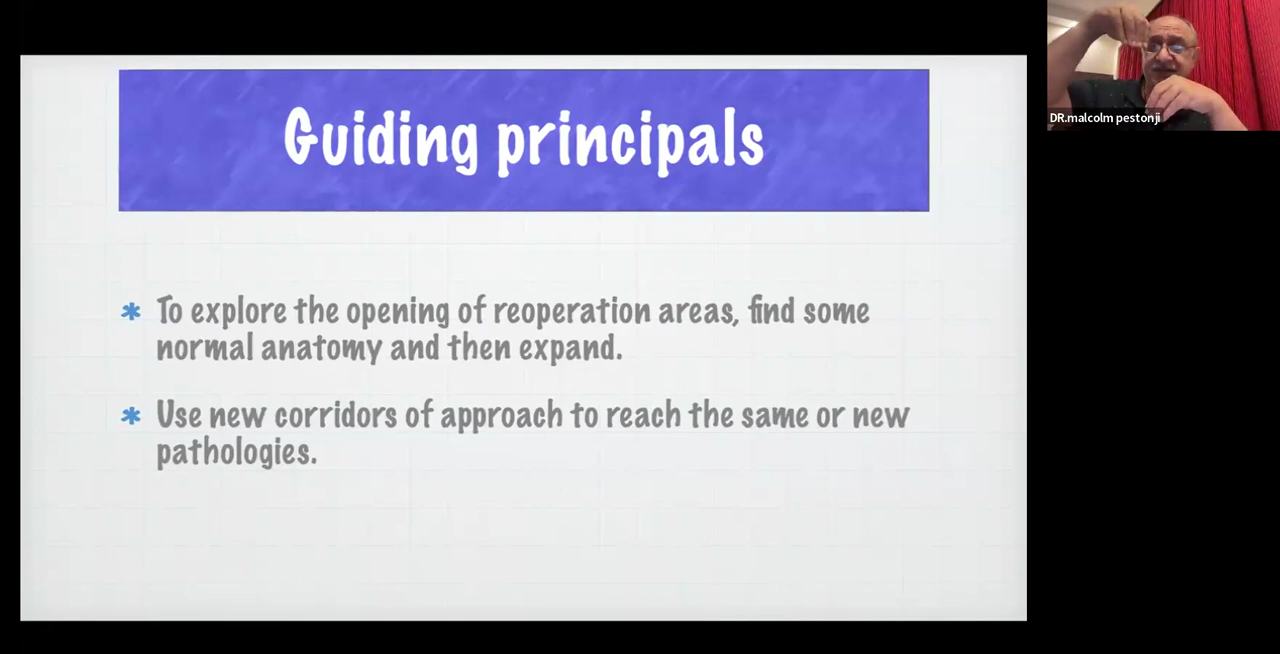 Guiding principals
* To explore the opening of reoperation areas, find some
normal anatomy and then expand.
* Use new corridors of approach to reach the same or new
pathologies.
DR.malcolm pestonji